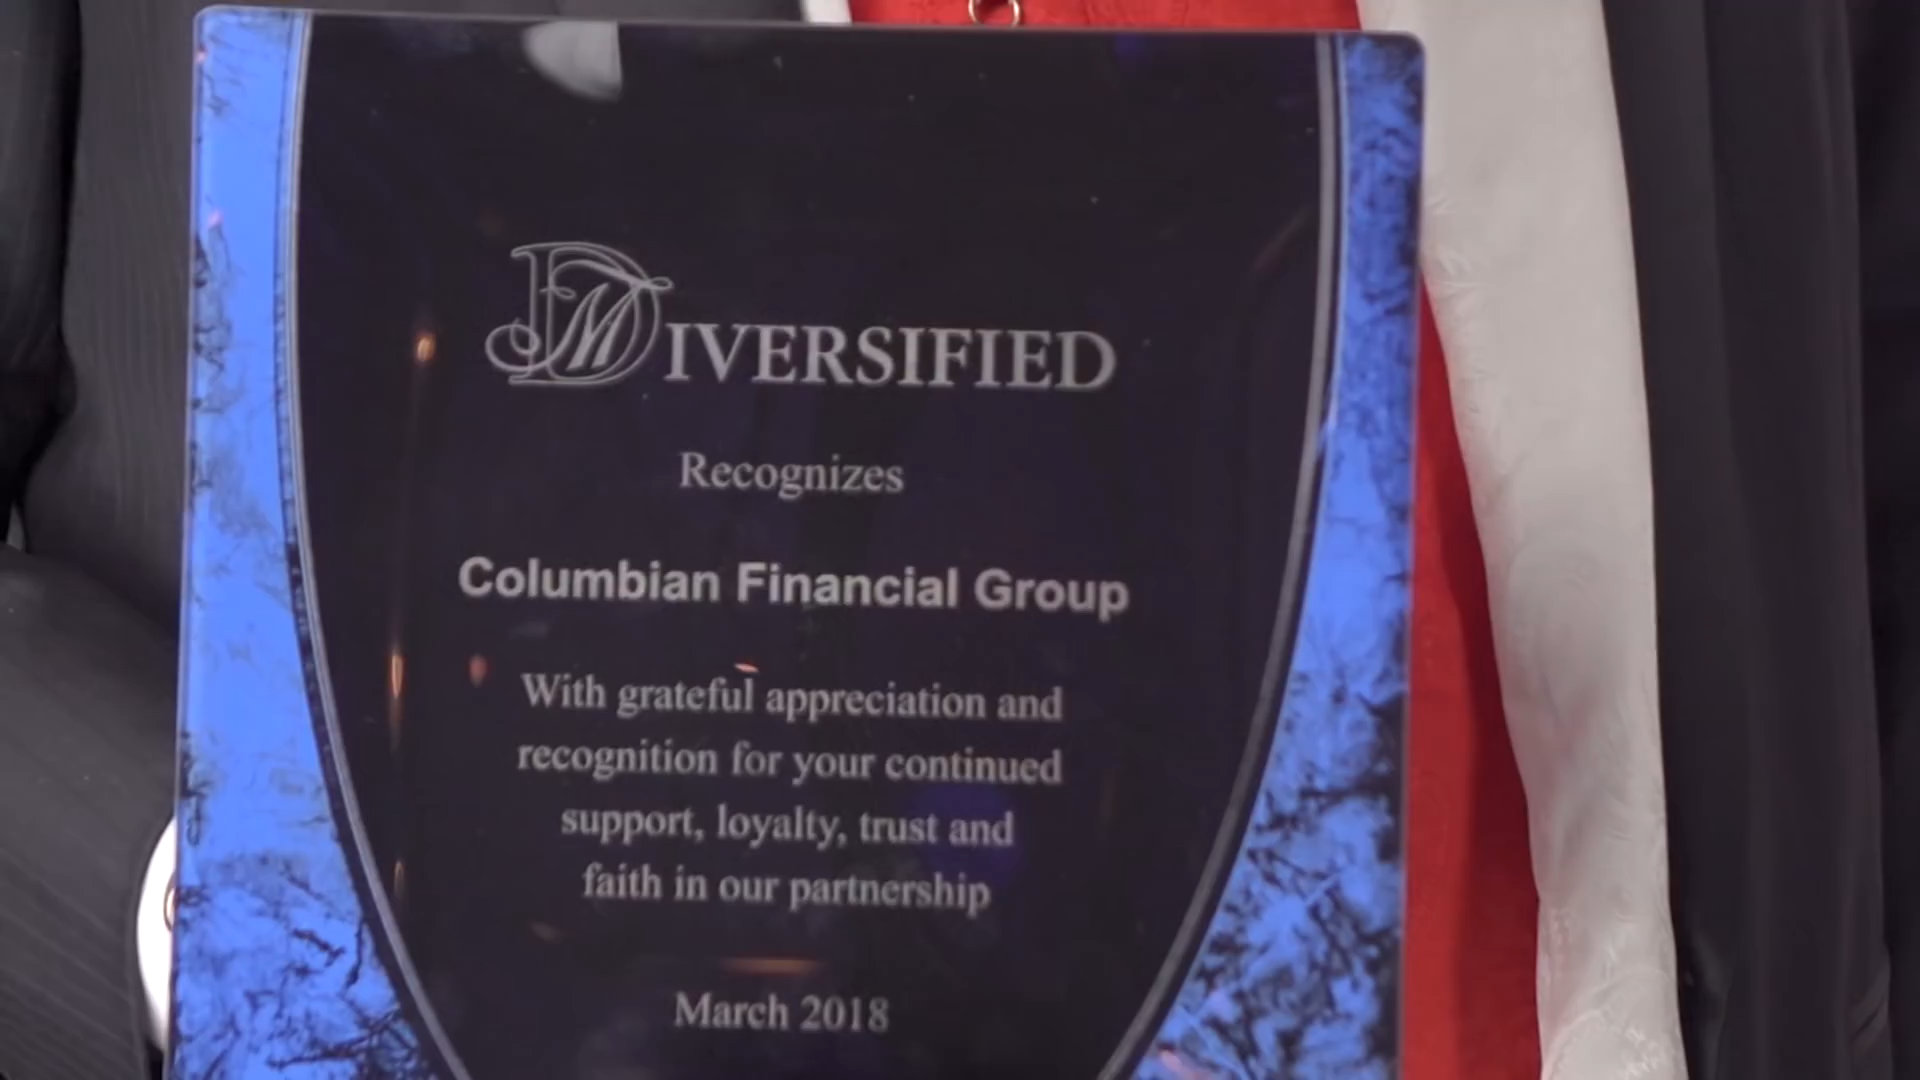 DIVERSIFIED
Recognizes
Columbian Financial Group
With grateful appreciation and
recognition for your continued
support, loyalty, trust and
faith in our partnership
March 2018